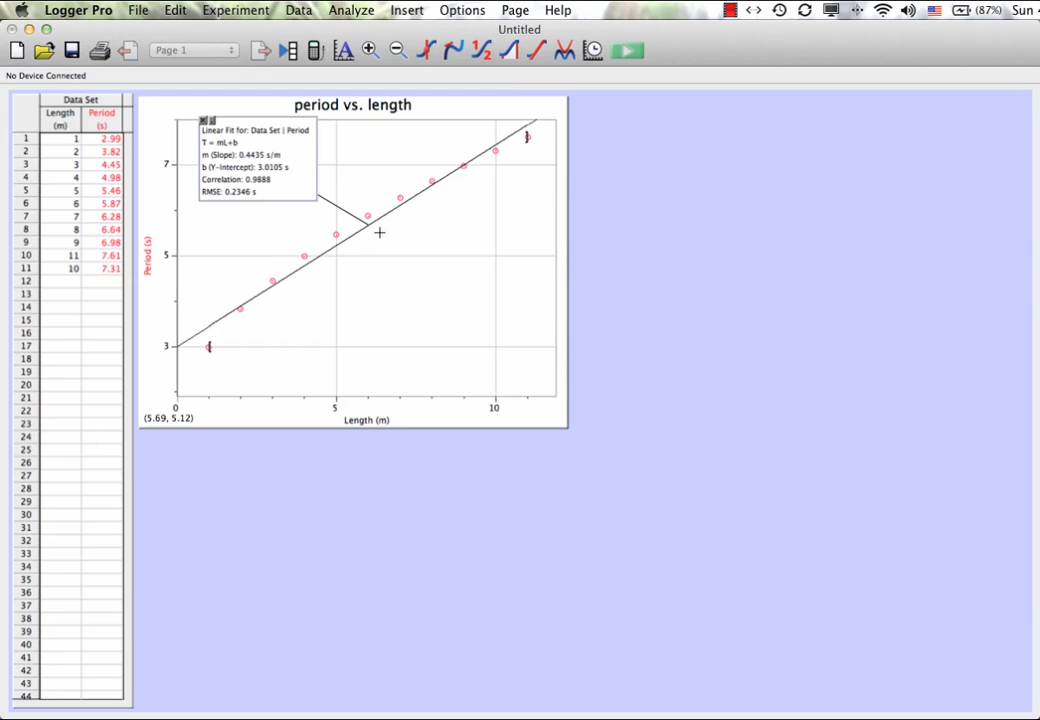 Logger Pro File Edit Experiment Data Analyze Insert Options Page Help (87%) Sun
Untitled
Page 1
No Device Connected
Data Set
Length (m) Period (s)
1 1 2.99
2 2 3.82
3 3 4.45
4 4 4.98
5 5 5.46
6 6 5.87
7 7 6.28
8 8 6.64
9 9 6.98
10 11 7.61
11 10 7.31
12
13
14
15
16
17
18
19
20
21
22
23
24
25
26
27
28
29
30
31
32
33
34
35
36
37
38
39
40
41
42
43
44
period vs. length
Linear Fit for: Data Set | Period
T = mL+b
m (Slope): 0.4435 s/m
b (Y-Intercept): 3.0105 s
Correlation: 0.9888
RMSE: 0.2346 s
Period (s)
7
5
3
0 5 10
(5.69, 5.12)
Length (m)